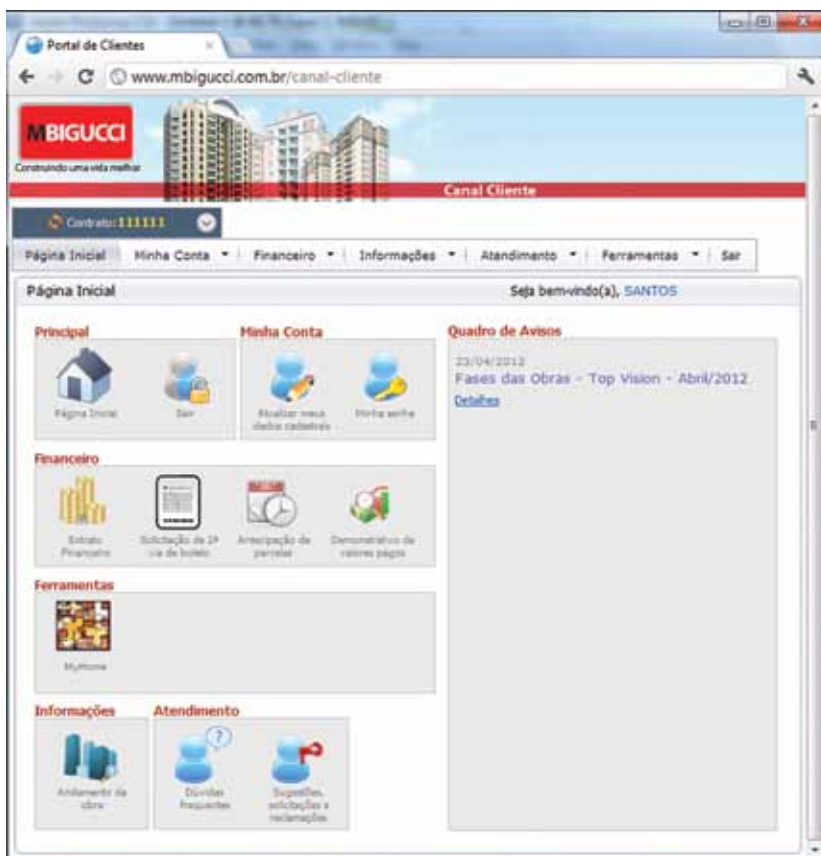 Portal de Clientes
www.mbigucci.com.br/canal-cliente
MBIGUCCI
Construindo uma vida melhor
Canal Cliente
Contrato: 111111
Página Inicial Minha Conta Financeiro Informações Atendimento Ferramentas Sair
Página Inicial
Seja bem-vindo(a), SANTOS
Principal
Página Inicial
Sair
Minha Conta
Atualizar meus
dados cadastrais
Minha senha
Financeiro
Extrato
Financeiro
Solicitação de 2ª
via de boleto
Antecipação de
parcelas
Demonstrativo de
valores pagos
Ferramentas
MyHome
Informações
Andamento da
obra
Atendimento
Dúvidas
frequentes
Sugestões,
solicitações e
reclamações
Quadro de Avisos
23/04/2012
Fases das Obras - Top Vision - Abril/2012
Detalhes